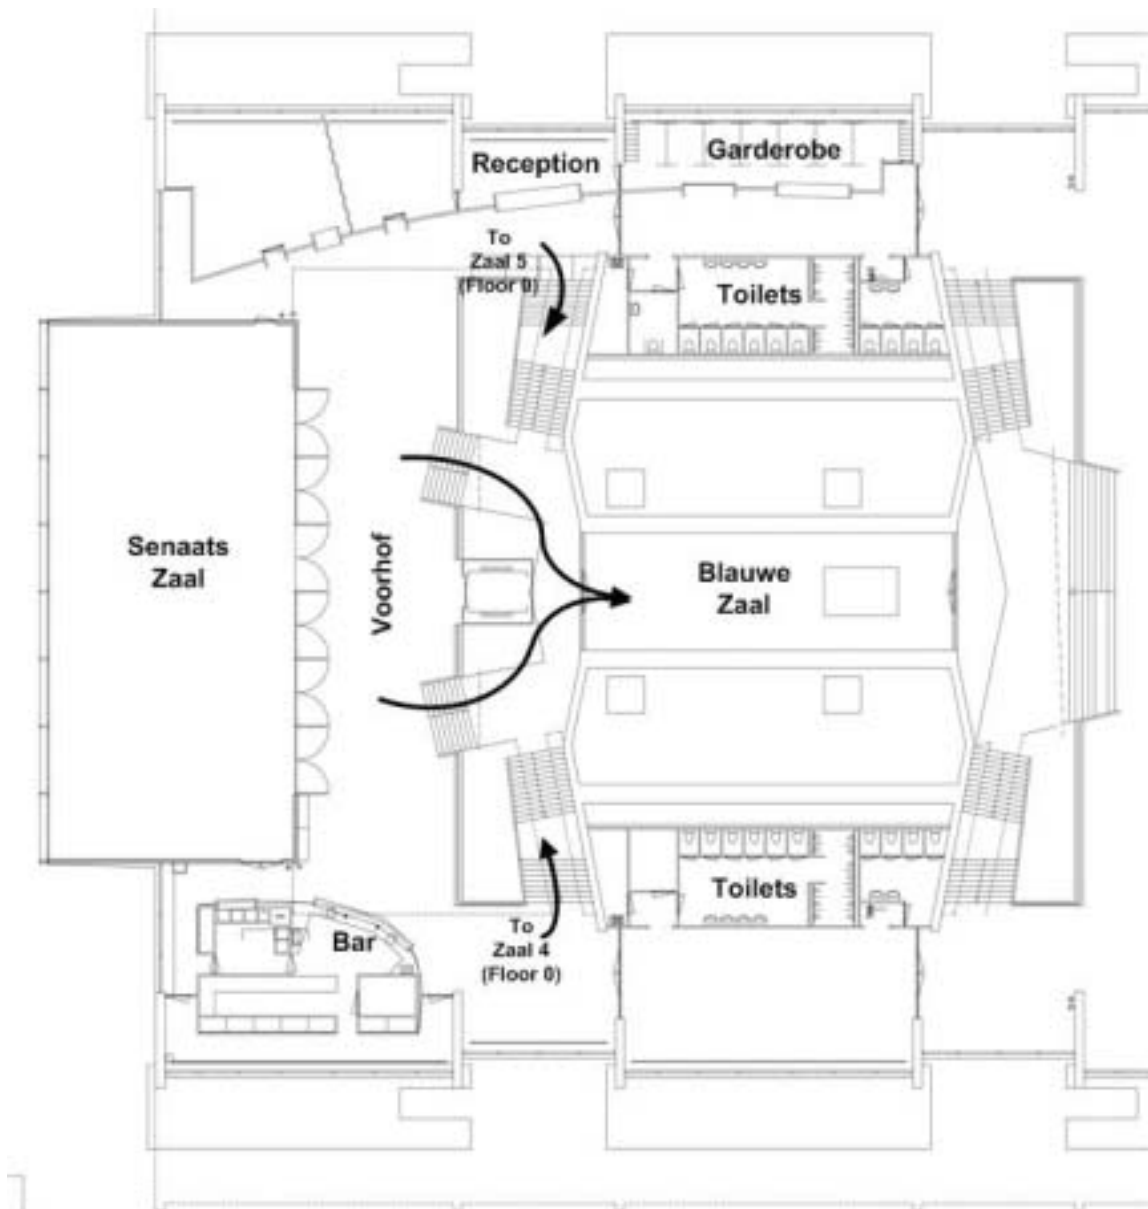 Reception
Garderobe
To
Zaal 5
(Floor 0)
Toilets
Senaats
Zaal
Voorhof
Blauwe
Zaal
Toilets
Bar
To
Zaal 4
(Floor 0)